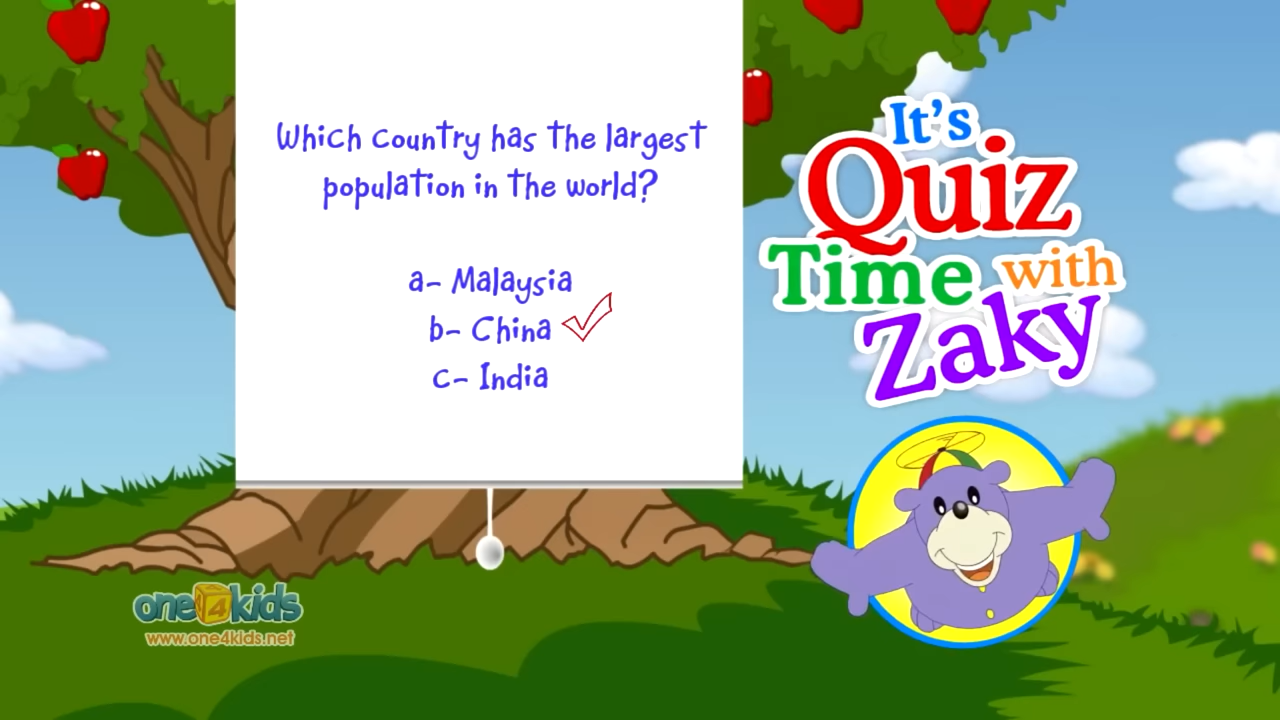 Which country has the largest
population in the world?
a- Malaysia
b- China
c- India
It's
Quiz
Time with
Zaky
one4kids
www.one4kids.net